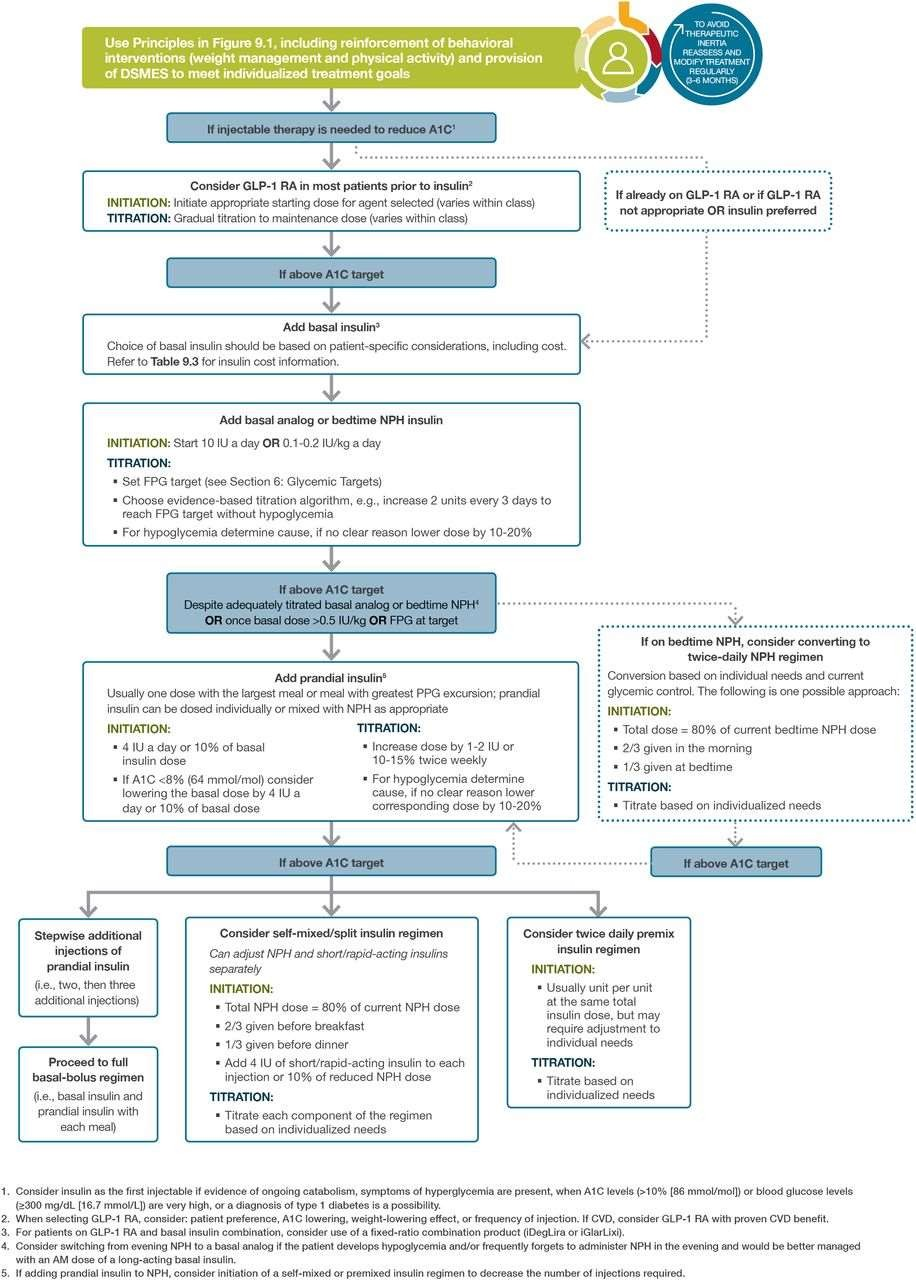 Use Principles in Figure 9.1, including reinforcement of behavioral
interventions (weight management and physical activity) and provision
of DSMES to meet individualized treatment goals
TO AVOID
THERAPEUTIC
INERTIA
REASSESS AND
MODIFY TREATMENT
REGULARLY
(3-6 MONTHS)
If injectable therapy is needed to reduce A1C¹
Consider GLP-1 RA in most patients prior to insulin²
INITIATION: Initiate appropriate starting dose for agent selected (varies within class)
TITRATION: Gradual titration to maintenance dose (varies within class)
If already on GLP-1 RA or if GLP-1 RA
not appropriate OR insulin preferred
If above A1C target
Add basal insulin³
Choice of basal insulin should be based on patient-specific considerations, including cost.
Refer to Table 9.3 for insulin cost information.
Add basal analog or bedtime NPH insulin
INITIATION: Start 10 IU a day OR 0.1-0.2 IU/kg a day
TITRATION:
▪ Set FPG target (see Section 6: Glycemic Targets)
▪ Choose evidence-based titration algorithm, e.g., increase 2 units every 3 days to
reach FPG target without hypoglycemia
▪ For hypoglycemia determine cause, if no clear reason lower dose by 10-20%
If above A1C target
Despite adequately titrated basal analog or bedtime NPH⁴
OR once basal dose >0.5 IU/kg OR FPG at target
If on bedtime NPH, consider converting to
twice-daily NPH regimen
Conversion based on individual needs and current
glycemic control. The following is one possible approach:
INITIATION:
▪ Total dose = 80% of current bedtime NPH dose
▪ 2/3 given in the morning
▪ 1/3 given at bedtime
TITRATION:
▪ Titrate based on individualized needs
Add prandial insulin⁵
Usually one dose with the largest meal or meal with greatest PPG excursion; prandial
insulin can be dosed individually or mixed with NPH as appropriate
INITIATION:
▪ 4 IU a day or 10% of basal
insulin dose
▪ If A1C <8% (64 mmol/mol) consider
lowering the basal dose by 4 IU a
day or 10% of basal dose
TITRATION:
▪ Increase dose by 1-2 IU or
10-15% twice weekly
▪ For hypoglycemia determine
cause, if no clear reason lower
corresponding dose by 10-20%
If above A1C target
If above A1C target
Stepwise additional
injections of
prandial insulin
(i.e., two, then three
additional injections)
Proceed to full
basal-bolus regimen
(i.e., basal insulin and
prandial insulin with
each meal)
Consider self-mixed/split insulin regimen
Can adjust NPH and short/rapid-acting insulins
separately
INITIATION:
▪ Total NPH dose = 80% of current NPH dose
▪ 2/3 given before breakfast
▪ 1/3 given before dinner
▪ Add 4 IU of short/rapid-acting insulin to each
injection or 10% of reduced NPH dose
TITRATION:
▪ Titrate each component of the regimen
based on individualized needs
Consider twice daily premix
insulin regimen
INITIATION:
▪ Usually unit per unit
at the same total
insulin dose, but may
require adjustment to
individual needs
TITRATION:
▪ Titrate based on
individualized needs
1. Consider insulin as the first injectable if evidence of ongoing catabolism, symptoms of hyperglycemia are present, when A1C levels (>10% [86 mmol/mol]) or blood glucose levels
(≥300 mg/dL [16.7 mmol/L]) are very high, or a diagnosis of type 1 diabetes is a possibility.
2. When selecting GLP-1 RA, consider: patient preference, A1C lowering, weight-lowering effect, or frequency of injection. If CVD, consider GLP-1 RA with proven CVD benefit.
3. For patients on GLP-1 RA and basal insulin combination, consider use of a fixed-ratio combination product (iDegLira or iGlarLixi).
4. Consider switching from evening NPH to a basal analog if the patient develops hypoglycemia and/or frequently forgets to administer NPH in the evening and would be better managed
with an AM dose of a long-acting basal insulin.
5. If adding prandial insulin to NPH, consider initiation of a self-mixed or premixed insulin regimen to decrease the number of injections required.